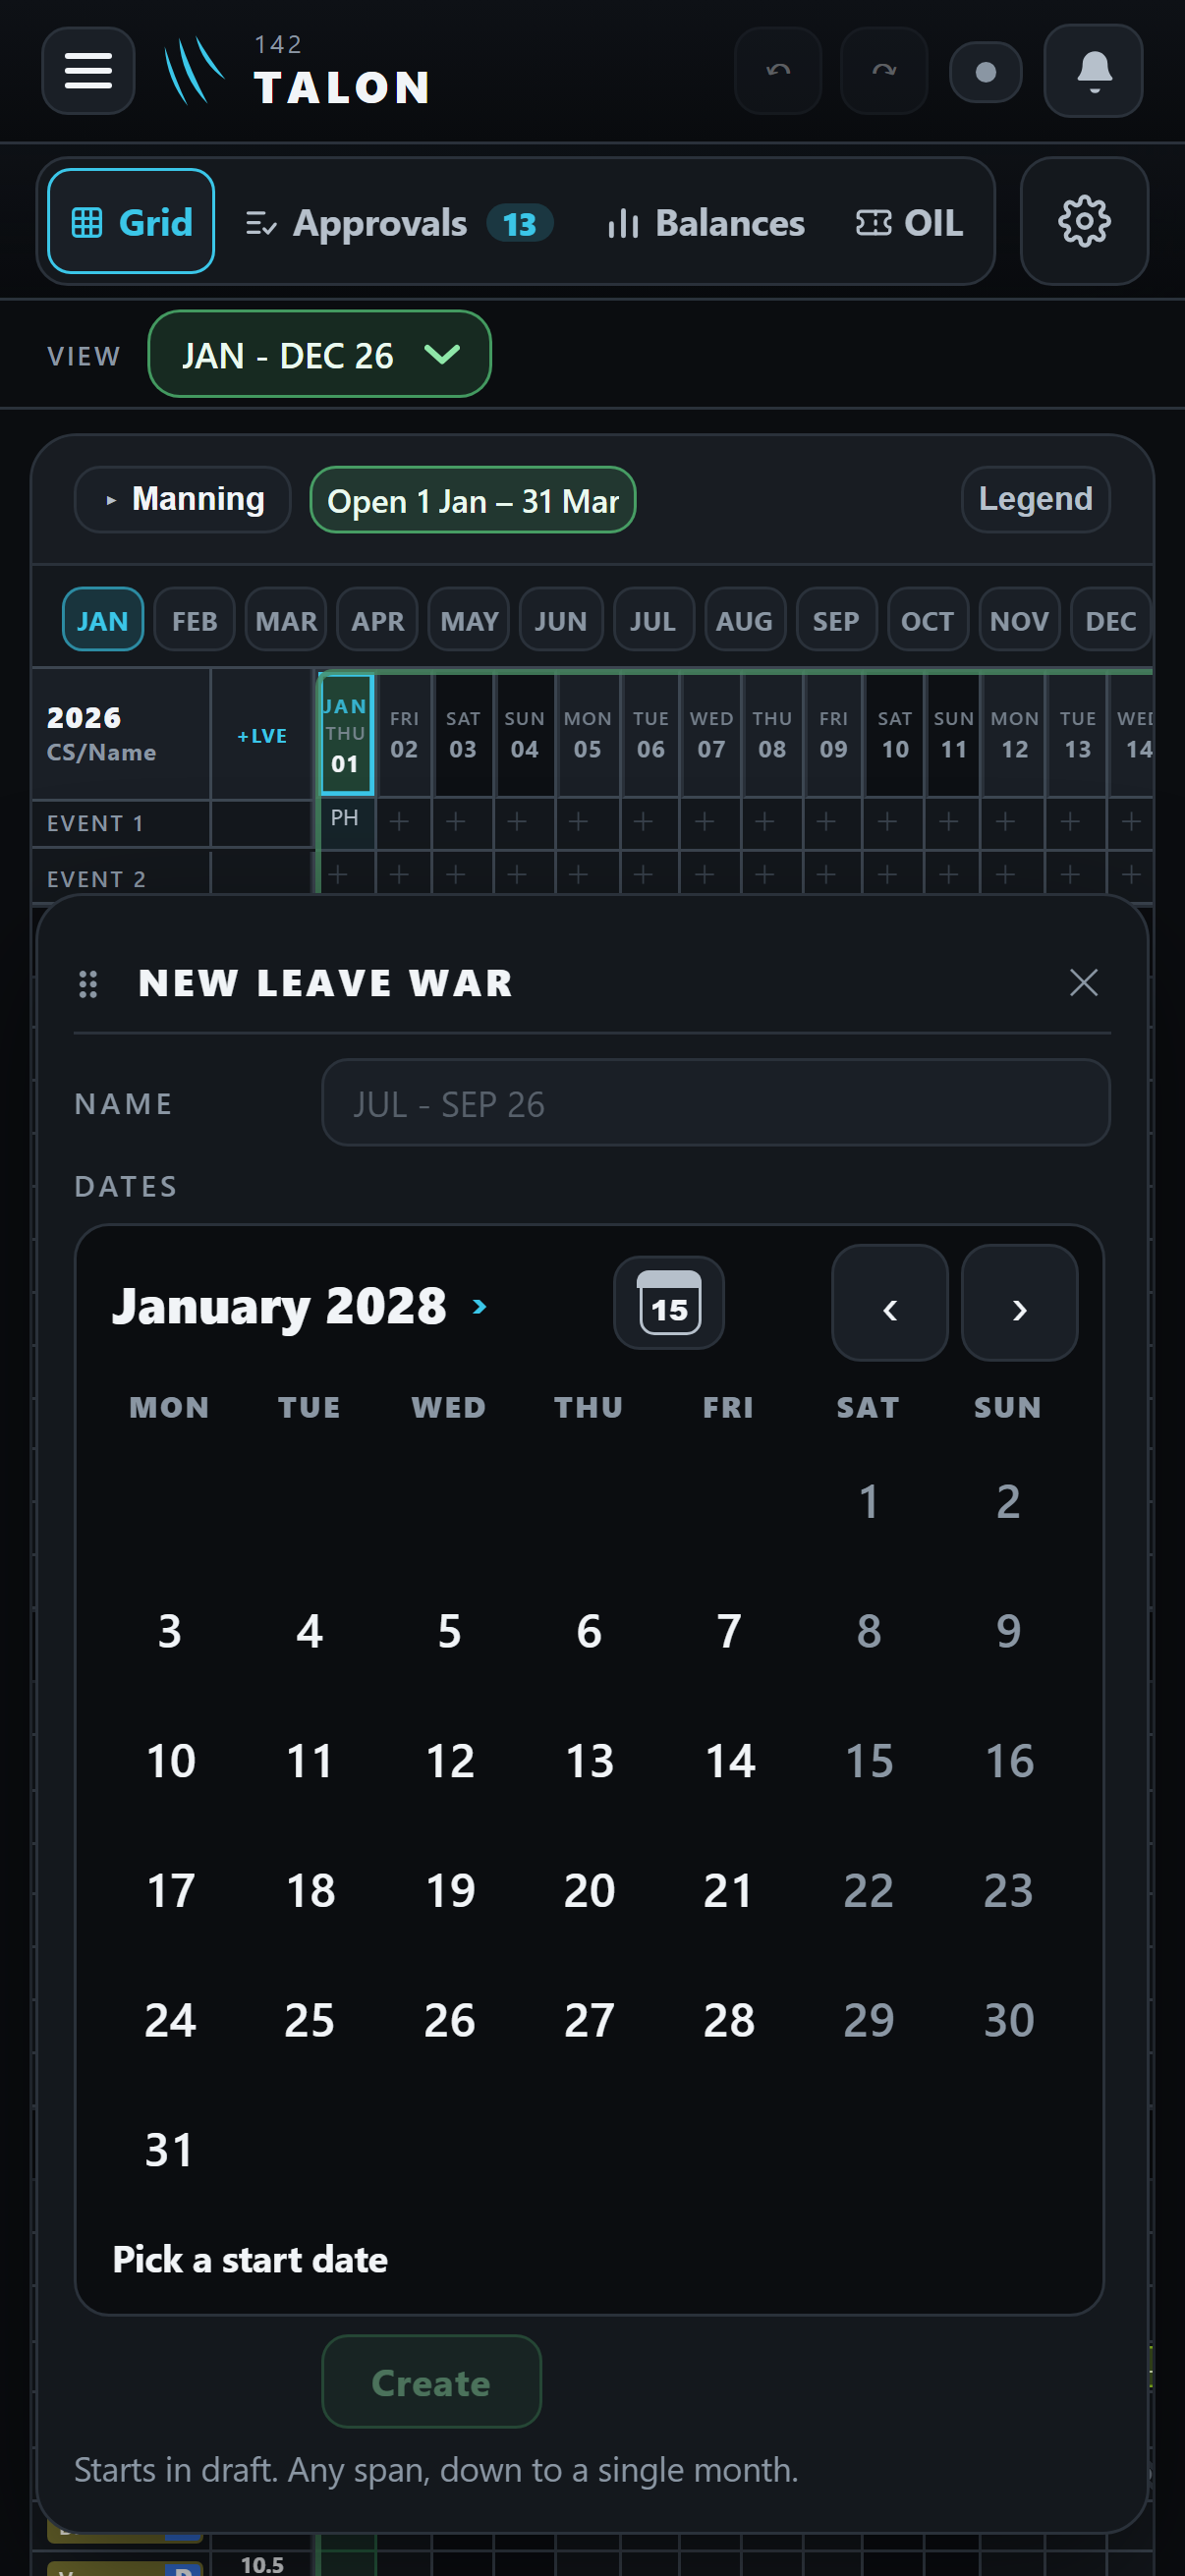 142
TALON
Grid
Approvals 13
Balances
OIL
VIEW
JAN - DEC 26
▸ Manning
Open 1 Jan – 31 Mar
Legend
JAN FEB MAR APR MAY JUN JUL AUG SEP OCT NOV DEC
2026
CS/Name
+LVE
JAN THU 01
FRI 02
SAT 03
SUN 04
MON 05
TUE 06
WED 07
THU 08
FRI 09
SAT 10
SUN 11
MON 12
TUE 13
WED 14
EVENT 1
PH + + + + + + + + + + + + +
EVENT 2
+ + + + + + + + + + + + + +
NEW LEAVE WAR
NAME
JUL - SEP 26
DATES
January 2028 ›
15
‹ ›
MON TUE WED THU FRI SAT SUN
1 2
3 4 5 6 7 8 9
10 11 12 13 14 15 16
17 18 19 20 21 22 23
24 25 26 27 28 29 30
31
Pick a start date
Create
Starts in draft. Any span, down to a single month.
10.5